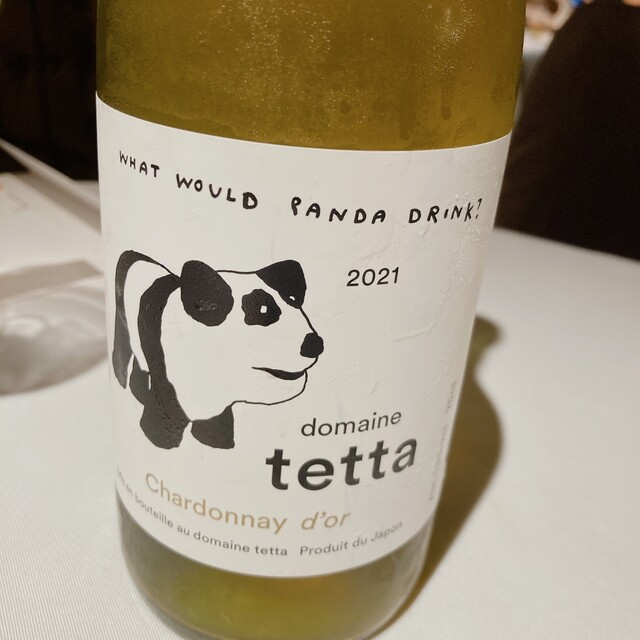 WHAT WOULD PANDA DRINK?
2021
domaine
tetta
Chardonnay d'or
en bouteille au domaine tetta Produit du Japon